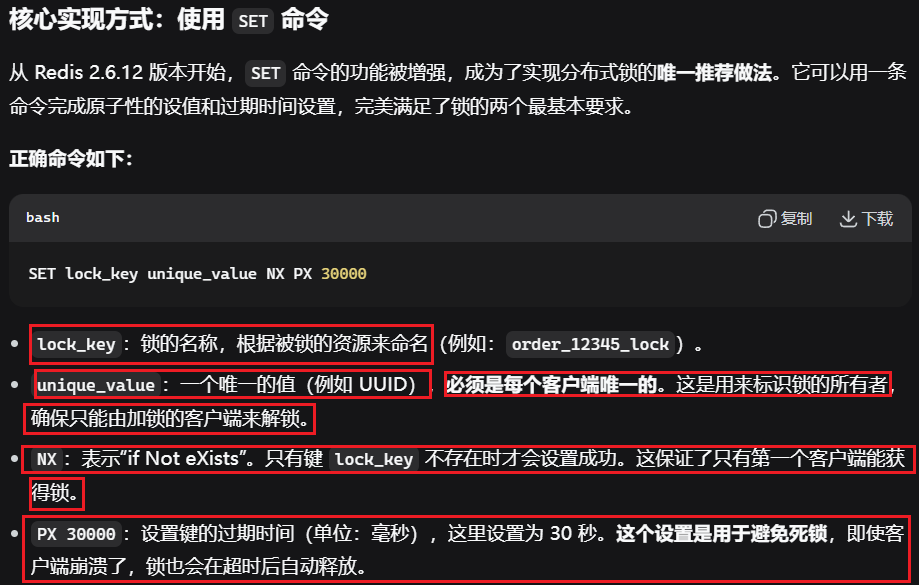 核心实现方式：使用 SET 命令
从 Redis 2.6.12 版本开始，SET 命令的功能被增强，成为了实现分布式锁的唯一推荐做法。它可以用一条
命令完成原子性的设值和过期时间设置，完美满足了锁的两个最基本要求。
正确命令如下：
bash 复制 下载
SET lock_key unique_value NX PX 30000
lock_key：锁的名称，根据被锁的资源来命名（例如：order_12345_lock）。
unique_value：一个唯一的值（例如 UUID），必须是每个客户端唯一的。这是用来标识锁的所有者，
确保只能由加锁的客户端来解锁。
NX：表示“if Not eXists”。只有键 lock_key 不存在时才会设置成功。这保证了只有第一个客户端能获
得锁。
PX 30000：设置键的过期时间（单位：毫秒），这里设置为 30 秒。这个设置是用于避免死锁，即使客
户端崩溃了，锁也会在超时后自动释放。